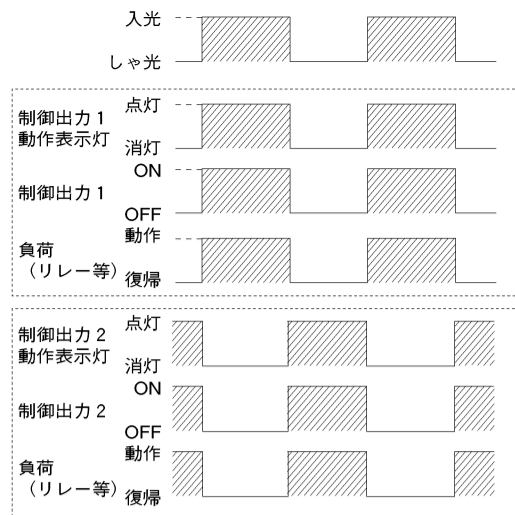 入光
しゃ光
制御出力1
動作表示灯
点灯
消灯
制御出力1
ON
OFF
負荷
（リレー等）
動作
復帰
制御出力2
動作表示灯
点灯
消灯
制御出力2
ON
OFF
負荷
（リレー等）
動作
復帰